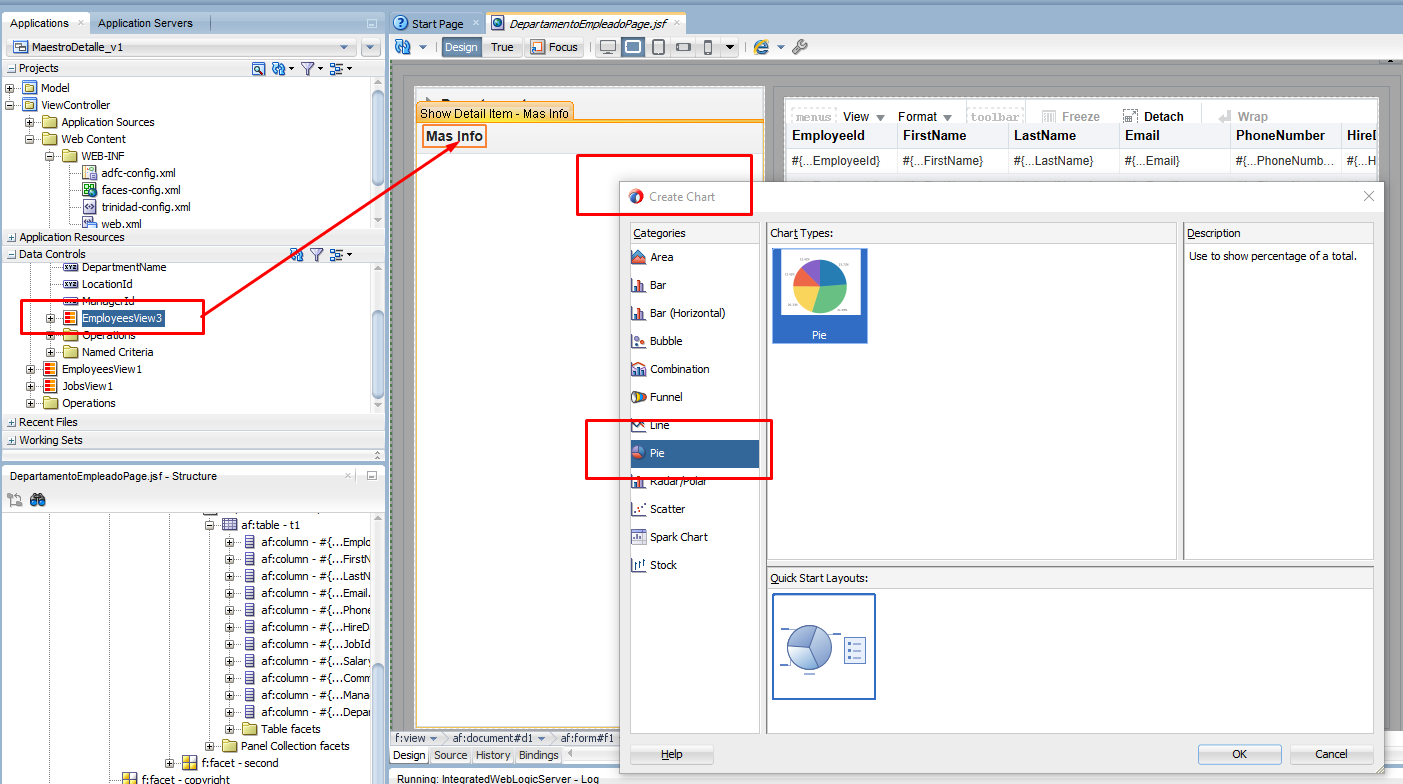 Applications
Application Servers
MaestroDetalle_v1
Projects
Model
ViewController
Application Sources
Web Content
WEB-INF
adfc-config.xml
faces-config.xml
trinidad-config.xml
web.xml
Application Resources
Data Controls
DepartmentName
LocationId
ManagerId
EmployeesView3
Operations
Named Criteria
EmployeesView1
JobsView1
Operations
Recent Files
Working Sets
DepartamentoEmpleadoPage.jsf - Structure
af:table - t1
af:column - #{...Emplo
af:column - #{...FirstN
af:column - #{...LastN
af:column - #{...Email.
af:column - #{...Phone
af:column - #{...HireD
af:column - #{...JobId
af:column - #{...Salary
af:column - #{...Comm
af:column - #{...Mana
af:column - #{...Depar
Table facets
Panel Collection facets
f:facet - second
f:facet - copyright
Start Page
DepartamentoEmpleadoPage.jsf
Design
True
Focus
Show Detail Item - Mas Info
Mas Info
menus View Format toolbar Freeze Detach Wrap
EmployeeId FirstName LastName Email PhoneNumber HireD
#{...EmployeeId} #{...FirstName} #{...LastName} #{...Email} #{...PhoneNumb... #{...H
Create Chart
Categories
Area
Bar
Bar (Horizontal)
Bubble
Combination
Funnel
Line
Pie
Radar/Polar
Scatter
Spark Chart
Stock
Chart Types:
Pie
Description
Use to show percentage of a total.
Quick Start Layouts:
Help
OK
Cancel
f:view
af:document#d1
af:form#f1
Design
Source
History
Bindings
Running: IntegratedWebLogicServer - Log